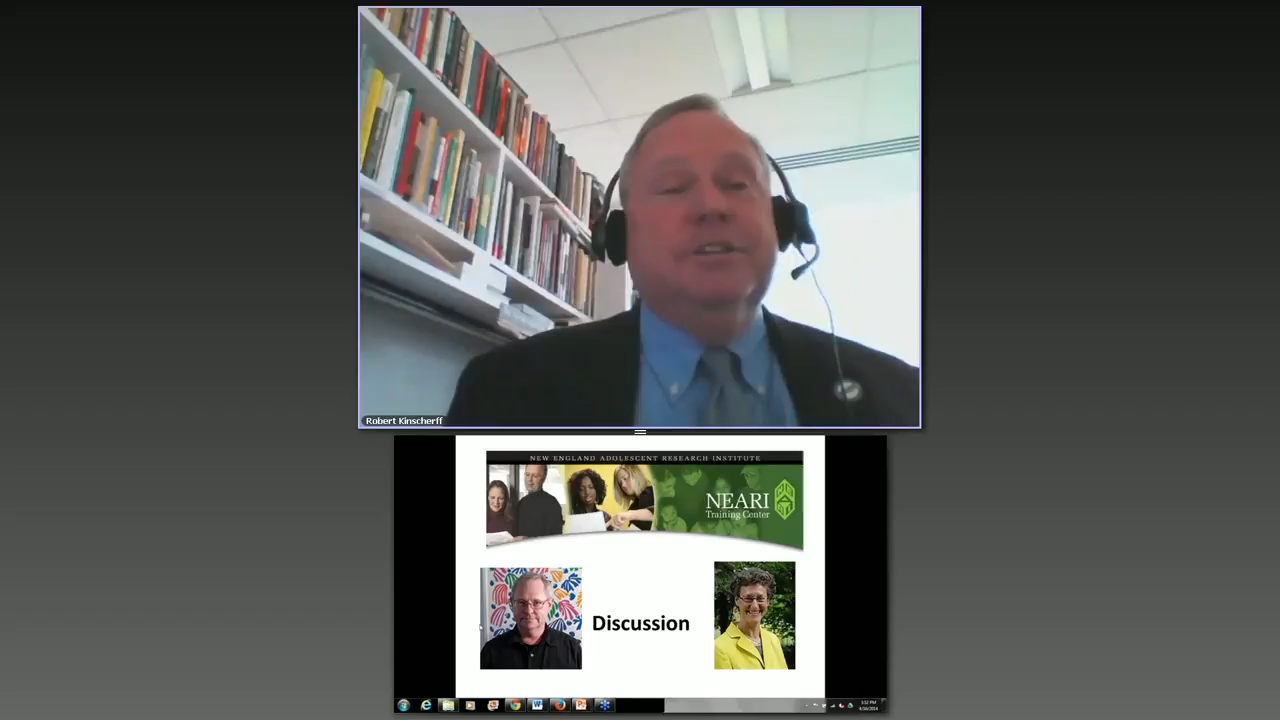 Robert Kinscherff
NEW ENGLAND ADOLESCENT RESEARCH INSTITUTE
NEARI
Training Center
Discussion